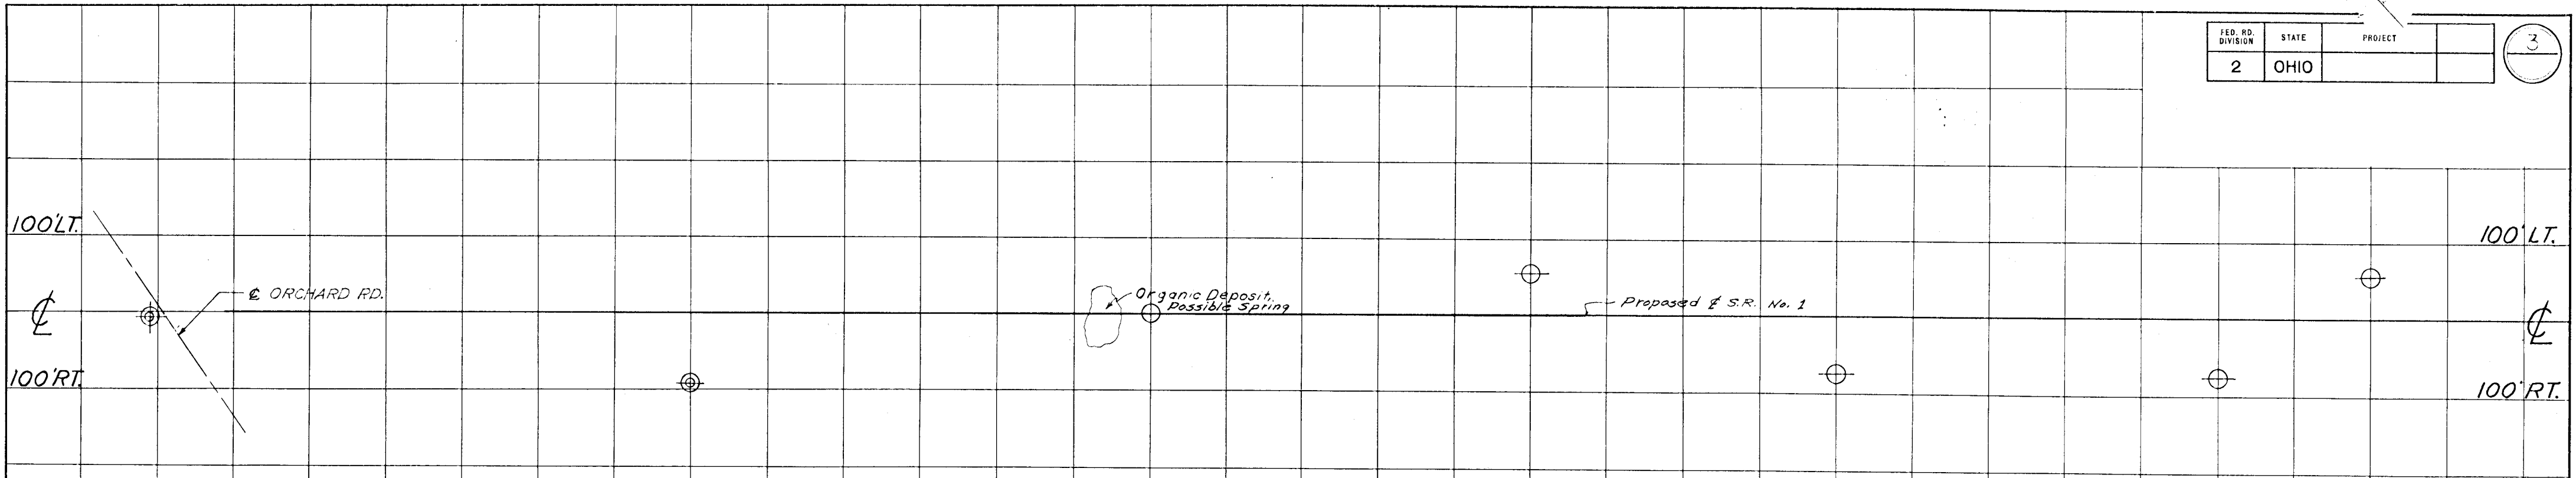 FED. RD. DIVISION STATE PROJECT
2 OHIO
3
100'LT.
100' LT.
℄ ORCHARD RD.
Organic Deposit,
Possible Spring
Proposed ℄ S.R. No. 1
℄
℄
100'RT.
100' RT.